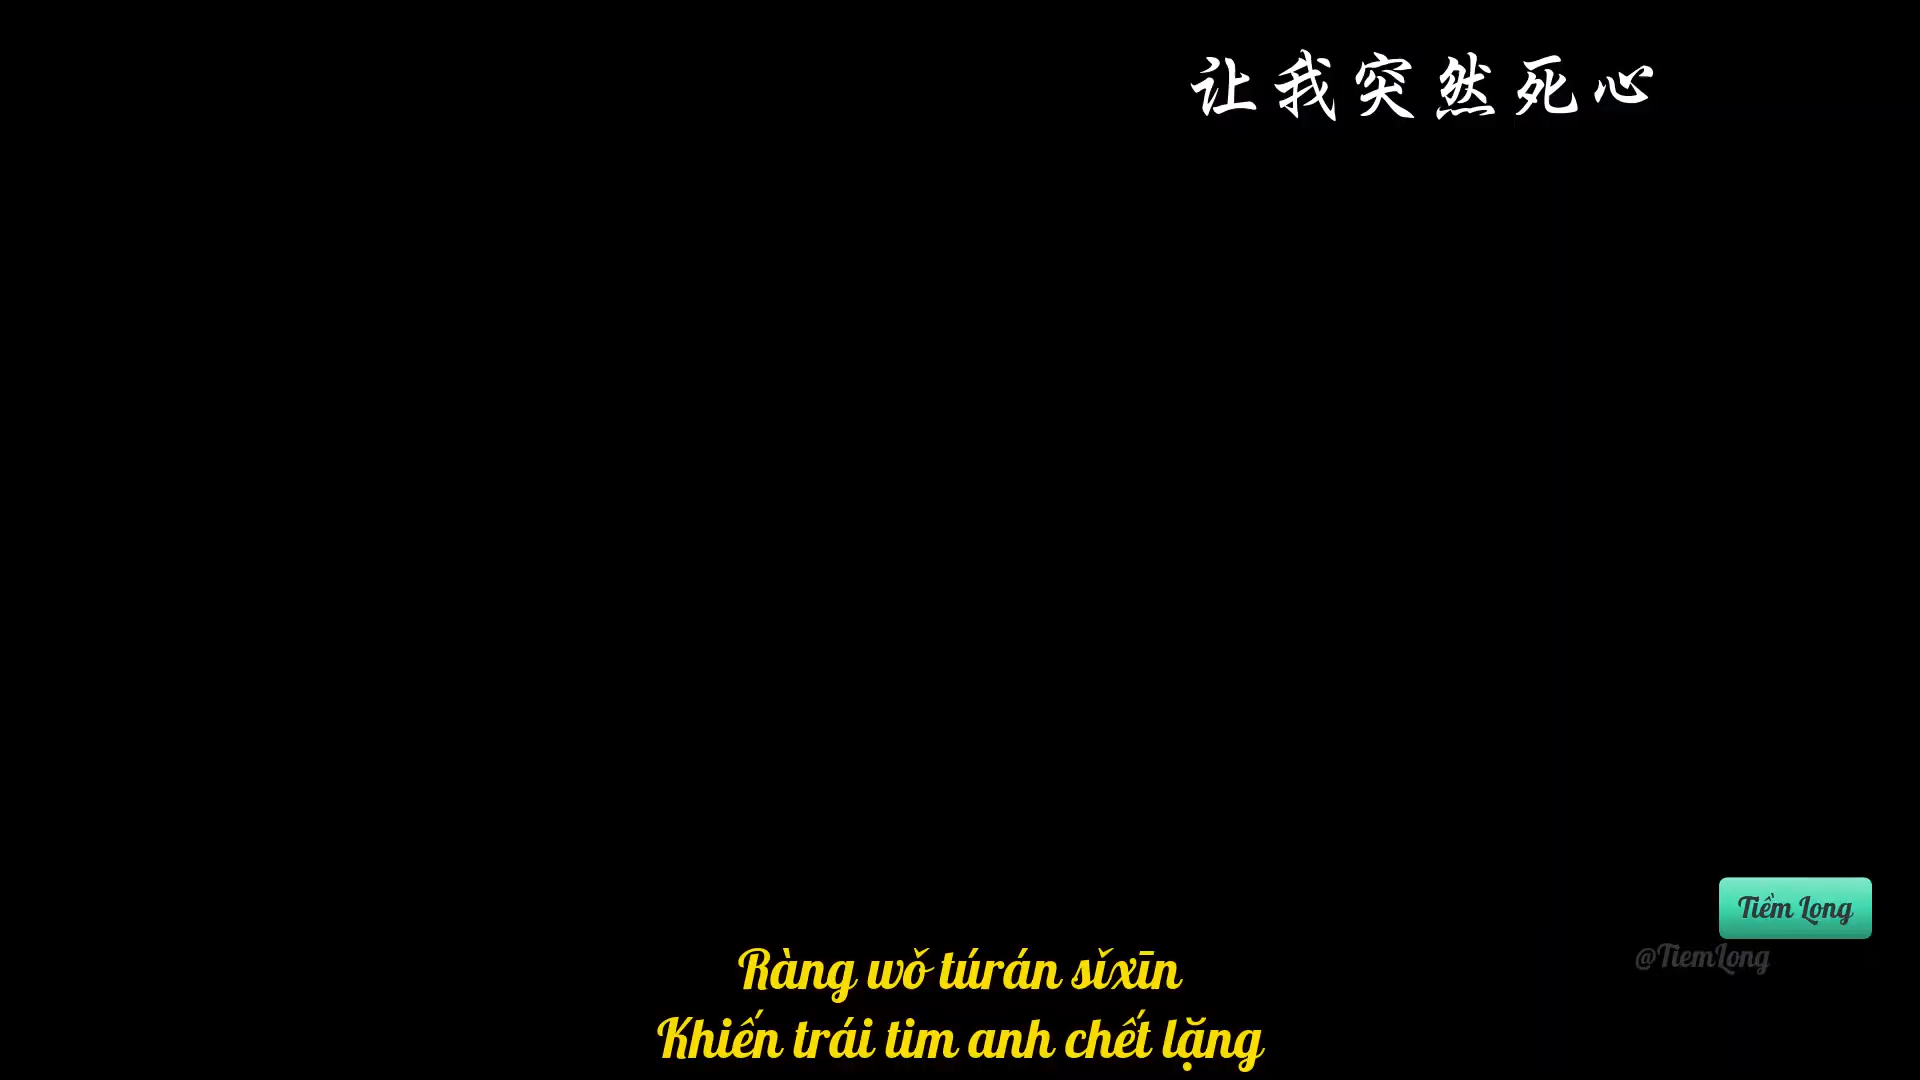 让我突然死心
Tiềm Long
@TiemLong
Ràng wǒ túrán sǐxīn
Khiến trái tim anh chết lặng